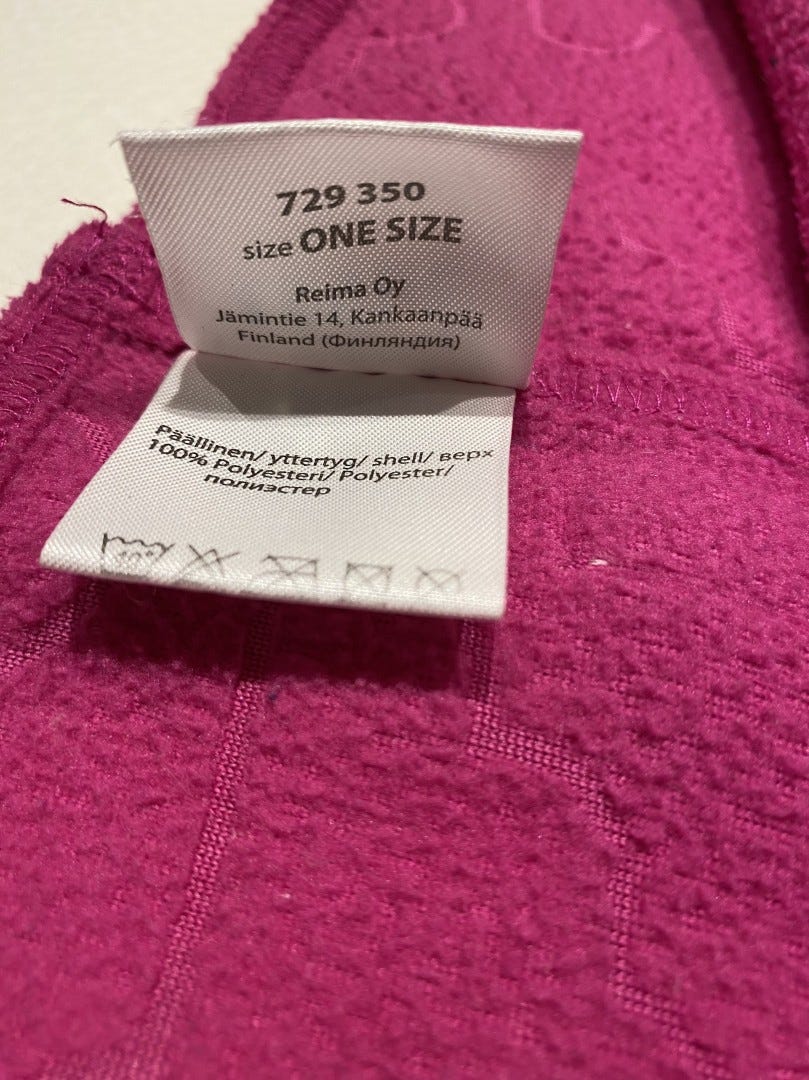 729 350
size ONE SIZE
Reima Oy
Jämintie 14, Kankaanpää
Finland (Финляндия)
Päällinen/ yttertyg/ shell/ верх
100% Polyesteri/ Polyester/
полиэстер
40°